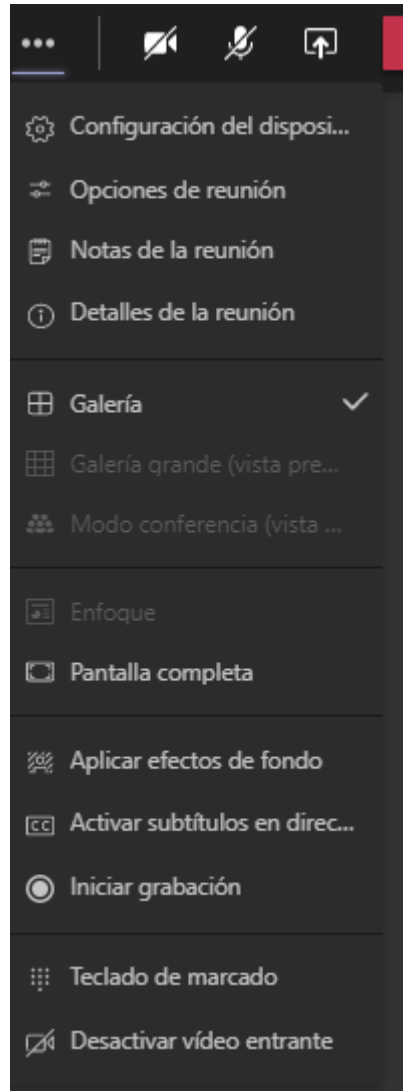 Configuración del disposi...
Opciones de reunión
Notas de la reunión
Detalles de la reunión
Galería
Galería grande (vista pre...
Modo conferencia (vista ...
Enfoque
Pantalla completa
Aplicar efectos de fondo
CC Activar subtítulos en direc...
Iniciar grabación
Teclado de marcado
Desactivar vídeo entrante